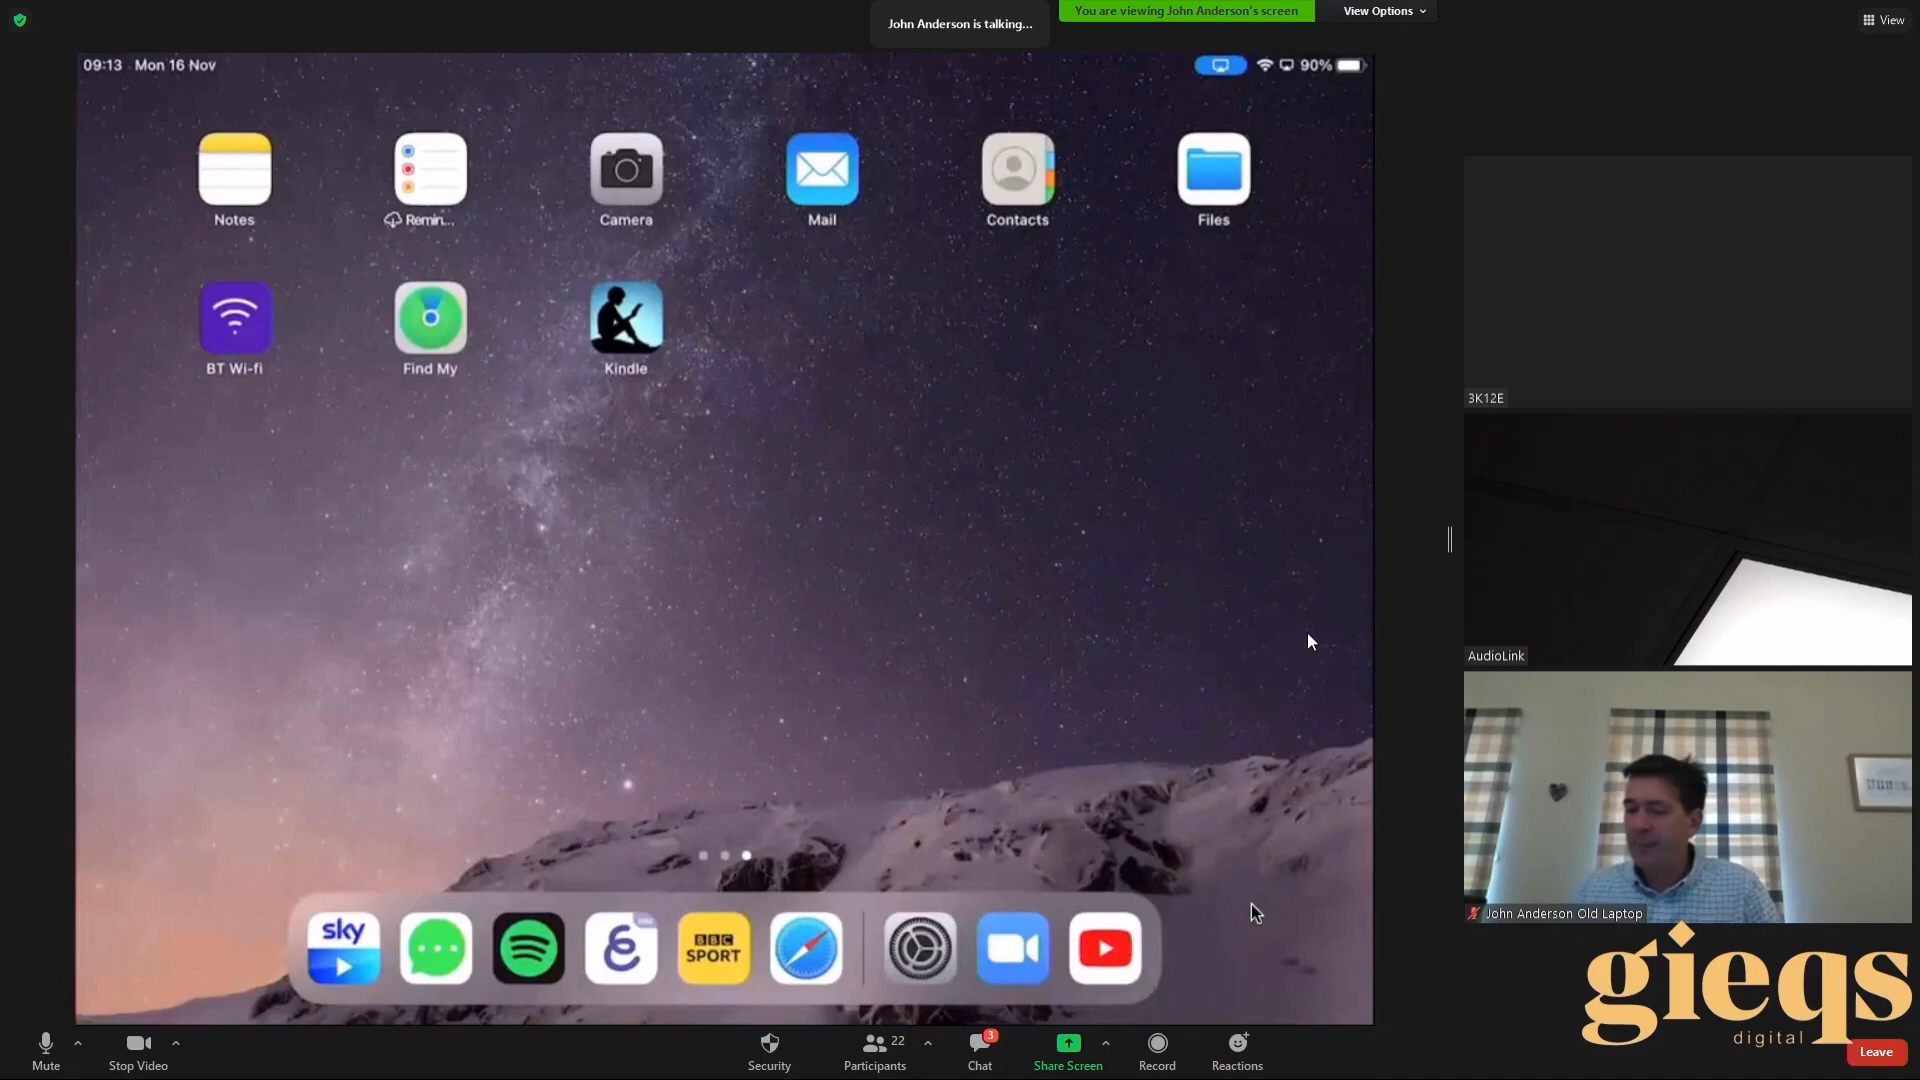 John Anderson is talking...
You are viewing John Anderson's screen
View Options
View
09:13 Mon 16 Nov
90%
Notes
Remin...
Camera
Mail
Contacts
Files
BT Wi-fi
Find My
Kindle
3K12E
AudioLink
John Anderson Old Laptop
sky
BBC
SPORT
gieqs
digital
Mute
Stop Video
Security
Participants
22
Chat
3
Share Screen
Record
Reactions
Leave